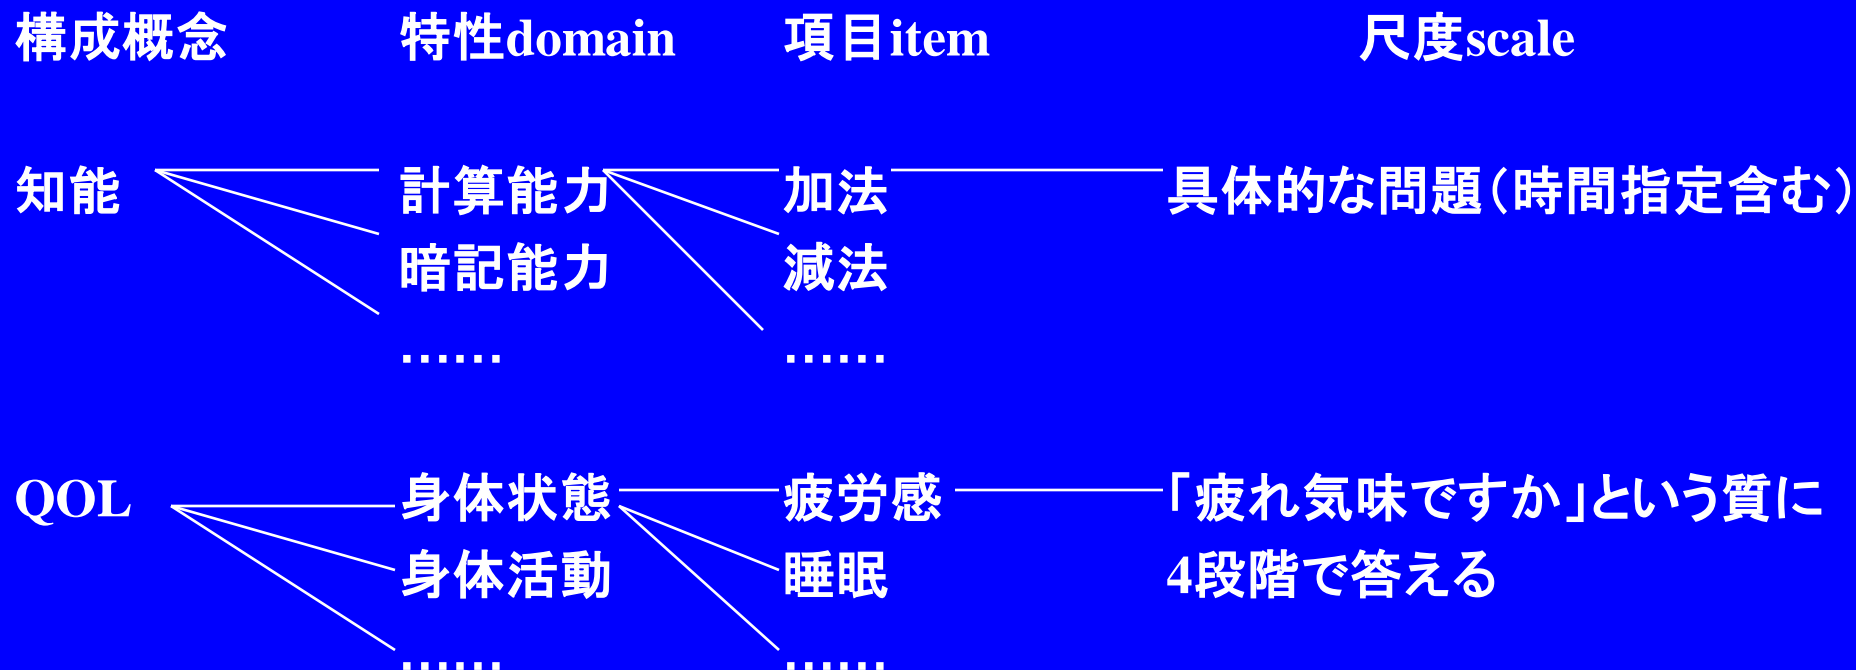 構成概念 特性domain 項目item 尺度scale
知能 計算能力 加法 具体的な問題（時間指定含む）
暗記能力 減法
…… ……
QOL 身体状態 疲労感 「疲れ気味ですか」という質に
身体活動 睡眠 4段階で答える
…… ……